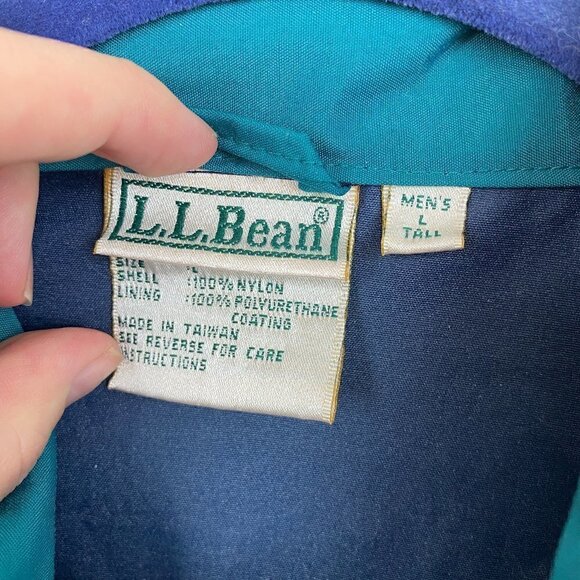 L.L.Bean®
MEN'S
L
TALL
SIZE :L
SHELL :100% NYLON
LINING :100% POLYURETHANE
COATING
MADE IN TAIWAN
SEE REVERSE FOR CARE
INSTRUCTIONS